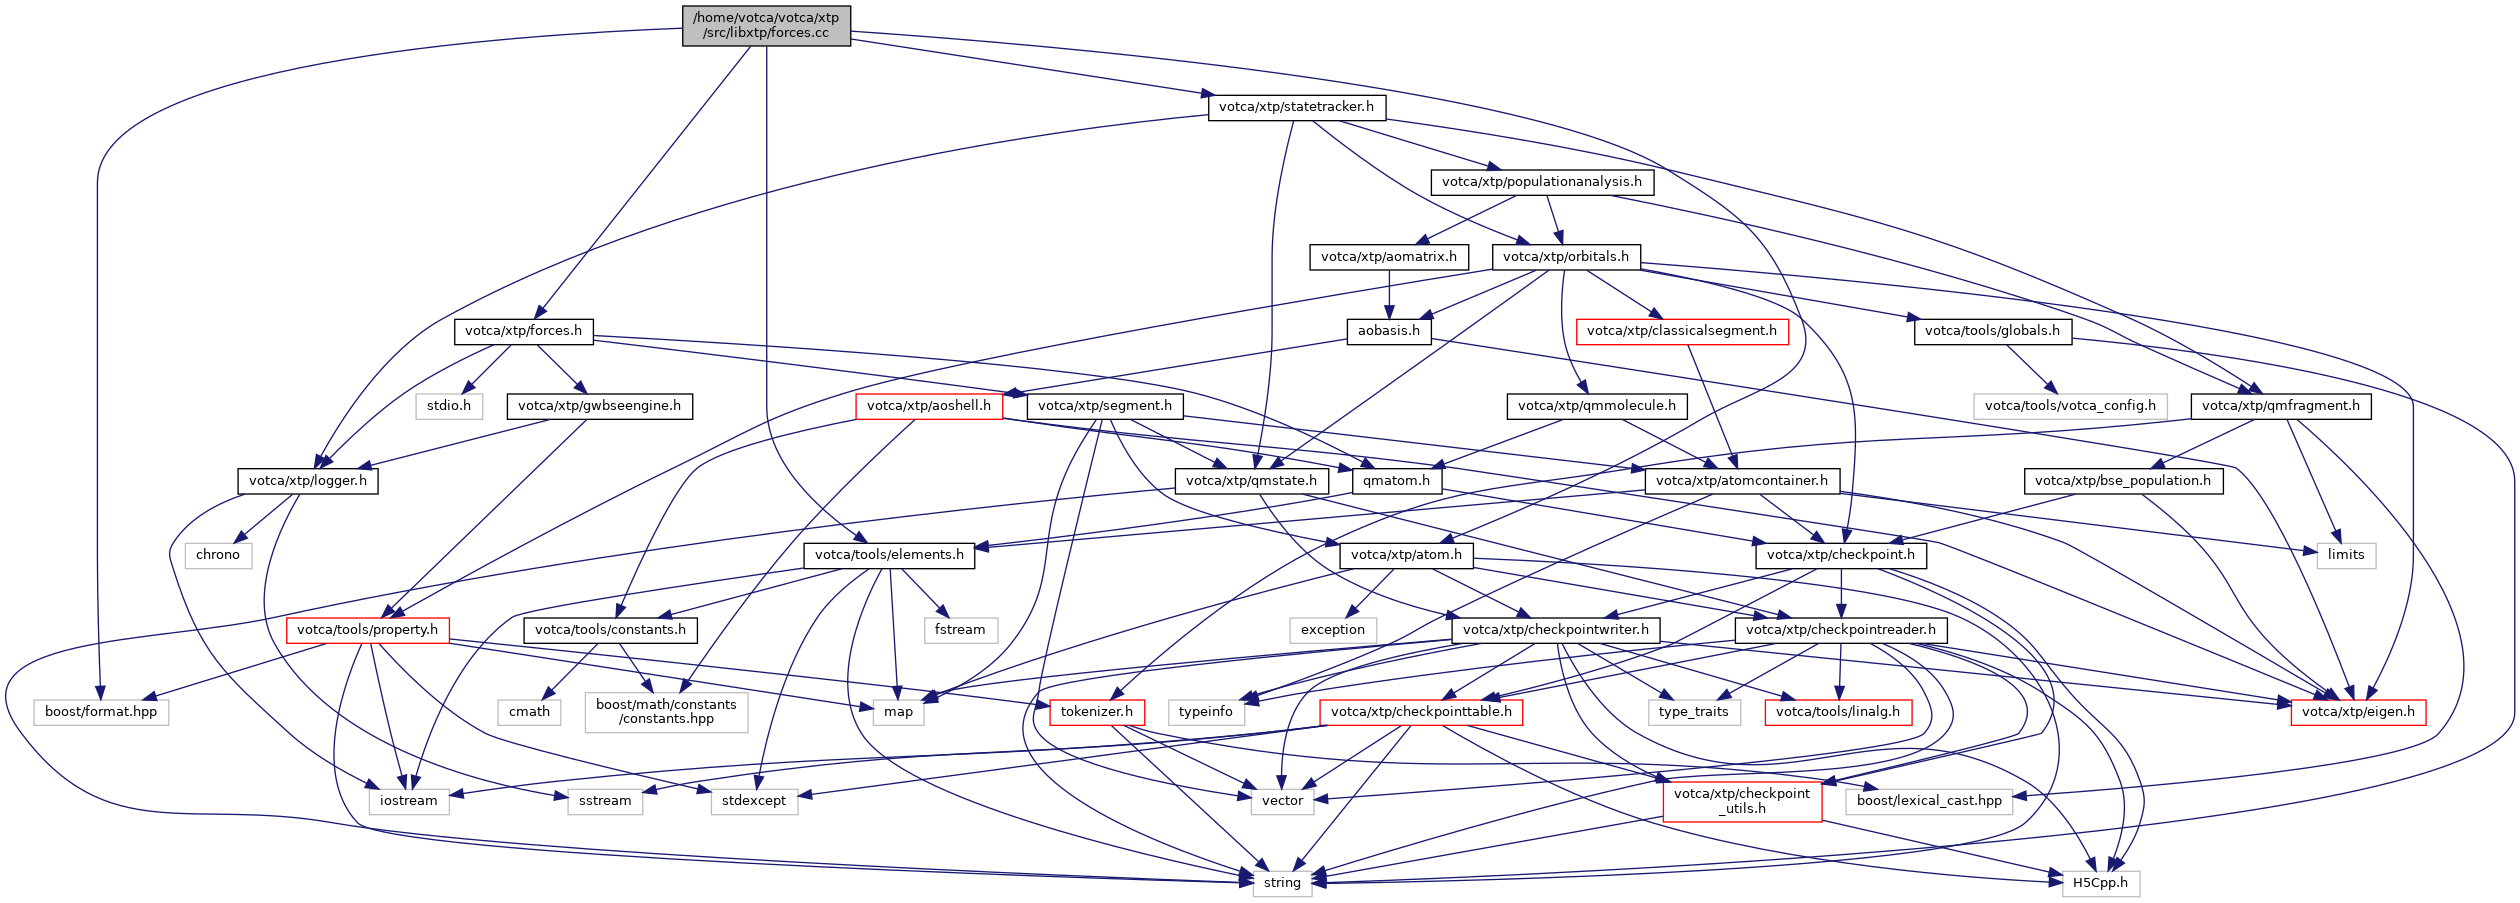 /home/votca/votca/xtp
/src/libxtp/forces.cc
votca/xtp/statetracker.h
votca/xtp/populationanalysis.h
votca/xtp/aomatrix.h
votca/xtp/orbitals.h
votca/xtp/forces.h
aobasis.h
votca/xtp/classicalsegment.h
votca/tools/globals.h
stdio.h
votca/xtp/gwbseengine.h
votca/xtp/aoshell.h
votca/xtp/segment.h
votca/xtp/qmmolecule.h
votca/tools/votca_config.h
votca/xtp/qmfragment.h
votca/xtp/logger.h
votca/xtp/qmstate.h
qmatom.h
votca/xtp/atomcontainer.h
votca/xtp/bse_population.h
chrono
votca/tools/elements.h
votca/xtp/atom.h
votca/xtp/checkpoint.h
limits
votca/tools/property.h
votca/tools/constants.h
fstream
exception
votca/xtp/checkpointwriter.h
votca/xtp/checkpointreader.h
boost/format.hpp
cmath
boost/math/constants
/constants.hpp
map
tokenizer.h
typeinfo
votca/xtp/checkpointtable.h
type_traits
votca/tools/linalg.h
votca/xtp/eigen.h
iostream
sstream
stdexcept
vector
votca/xtp/checkpoint
_utils.h
boost/lexical_cast.hpp
string
H5Cpp.h